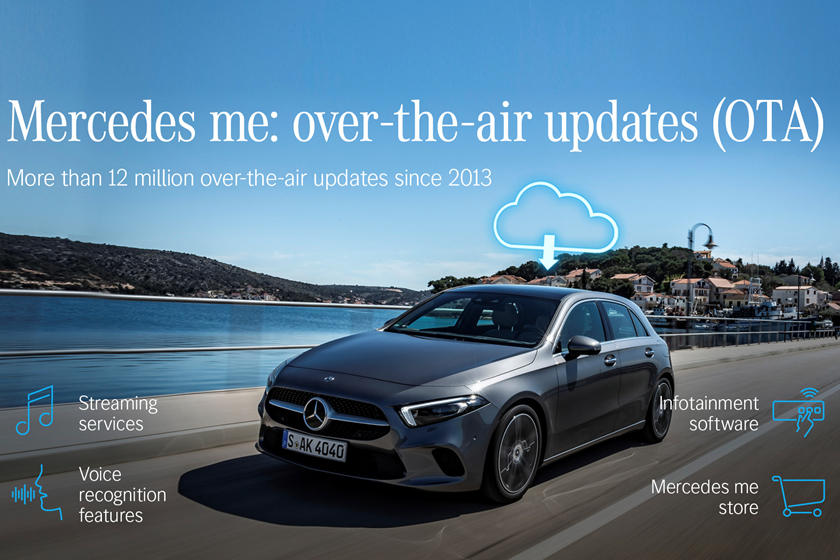 Mercedes me: over-the-air updates (OTA)
More than 12 million over-the-air updates since 2013
Streaming
services
Infotainment
software
Voice
recognition
features
Mercedes me
store
S AK 4040